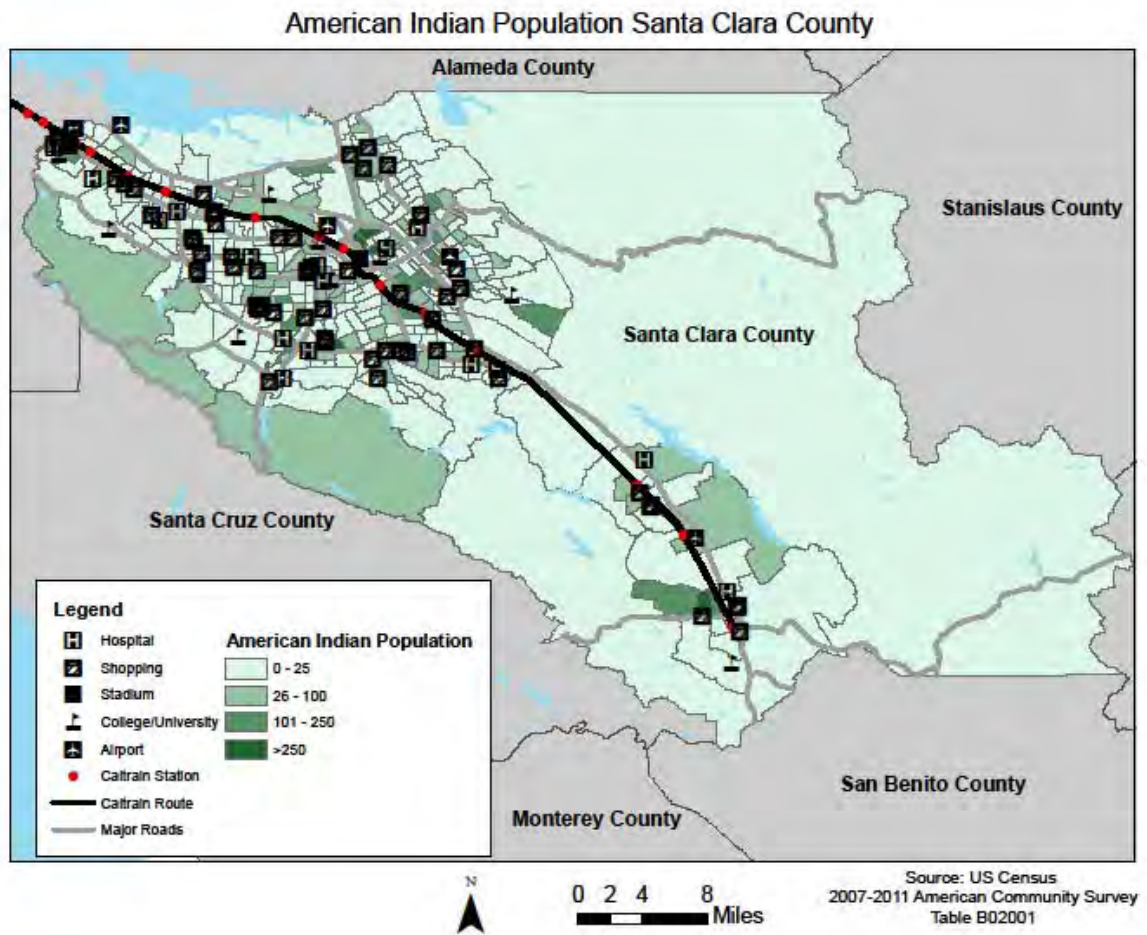 American Indian Population Santa Clara County
Alameda County
Stanislaus County
Santa Clara County
Santa Cruz County
San Benito County
Monterey County
Legend
Hospital
Shopping
Stadium
College/University
Airport
Caltrain Station
Caltrain Route
Major Roads
American Indian Population
0 - 25
26 - 100
101 - 250
>250
N
0 2 4 8
Miles
Source: US Census
2007-2011 American Community Survey
Table B02001